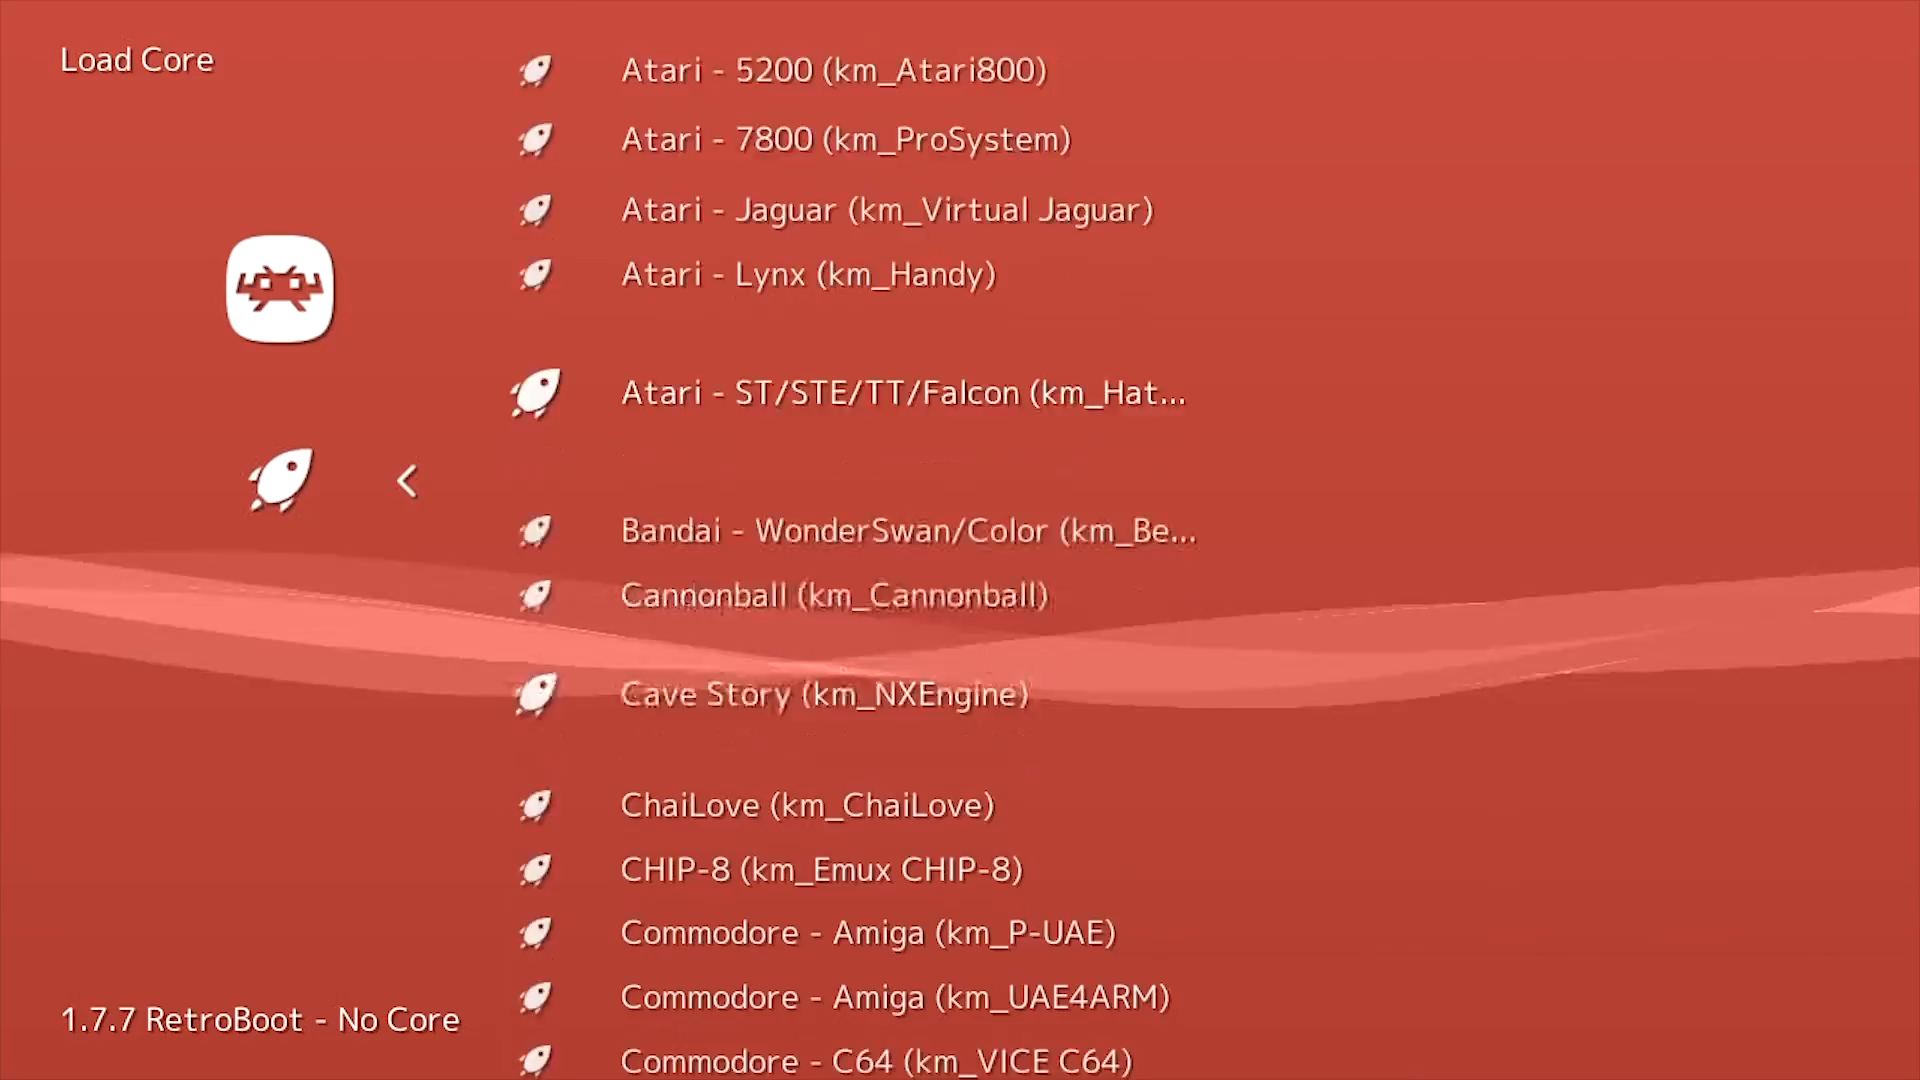 Load Core
Atari - 5200 (km_Atari800)
Atari - 7800 (km_ProSystem)
Atari - Jaguar (km_Virtual Jaguar)
Atari - Lynx (km_Handy)
Atari - ST/STE/TT/Falcon (km_Hat...
Bandai - WonderSwan/Color (km_Be...
Cannonball (km_Cannonball)
Cave Story (km_NXEngine)
ChaiLove (km_ChaiLove)
CHIP-8 (km_Emux CHIP-8)
Commodore - Amiga (km_P-UAE)
Commodore - Amiga (km_UAE4ARM)
Commodore - C64 (km_VICE C64)
1.7.7 RetroBoot - No Core